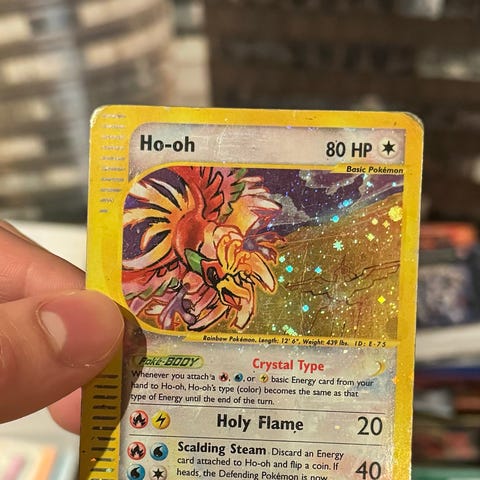 Ho-oh 80 HP
Basic Pokémon
Rainbow Pokémon. Length: 12' 6", Weight: 439 lbs. ID: E-75
Poké-BODY Crystal Type
Whenever you attach a , , or basic Energy card from your
hand to Ho-oh, Ho-oh's type (color) becomes the same as that
type of Energy until the end of the turn.
Holy Flame 20
Scalding Steam Discard an Energy
card attached to Ho-oh and flip a coin. If
heads, the Defending Pokémon is now 40